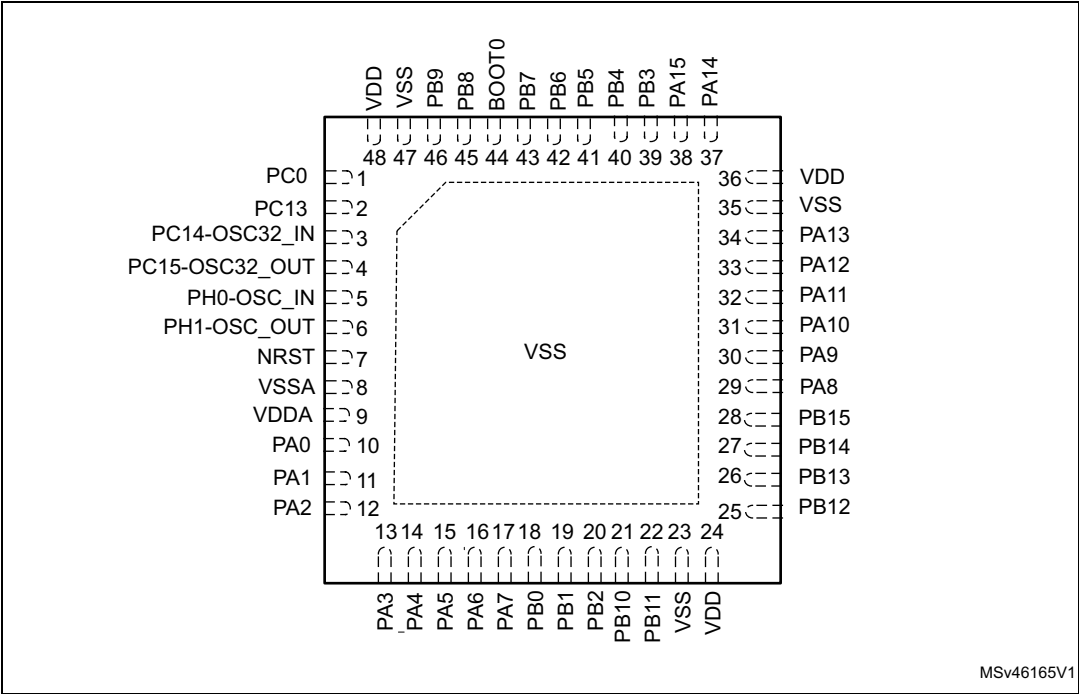 VDD VSS PB9 PB8 BOOT0 PB7 PB6 PB5 PB4 PB3 PA15 PA14
48 47 46 45 44 43 42 41 40 39 38 37
PC0 1
PC13 2
PC14-OSC32_IN 3
PC15-OSC32_OUT 4
PH0-OSC_IN 5
PH1-OSC_OUT 6
NRST 7
VSSA 8
VDDA 9
PA0 10
PA1 11
PA2 12
VSS
36 VDD
35 VSS
34 PA13
33 PA12
32 PA11
31 PA10
30 PA9
29 PA8
28 PB15
27 PB14
26 PB13
25 PB12
13 14 15 16 17 18 19 20 21 22 23 24
PA3 _PA4 PA5 PA6 PA7 PB0 PB1 PB2 PB10 PB11 VSS VDD
MSv46165V1